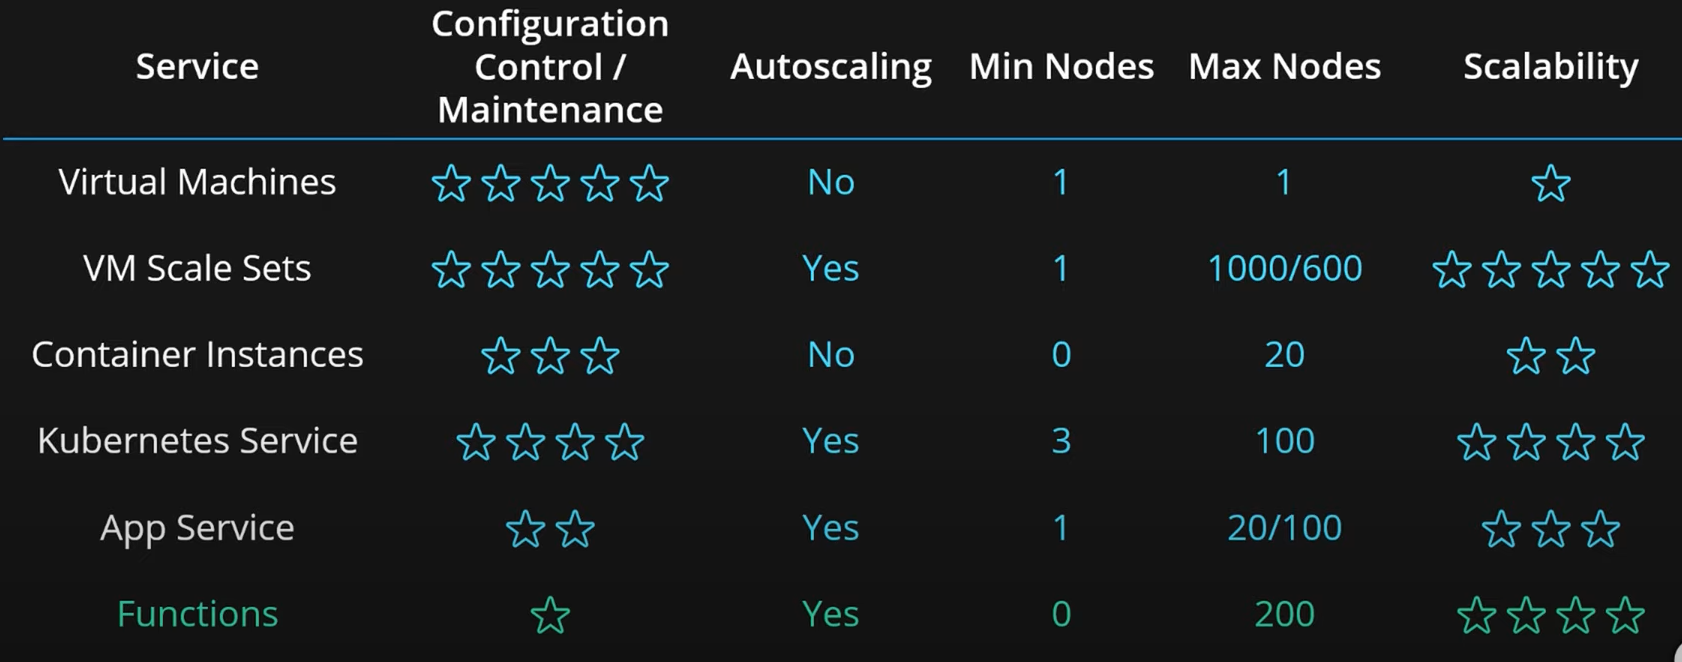 Service Configuration Control / Maintenance Autoscaling Min Nodes Max Nodes Scalability
Virtual Machines ☆☆☆☆☆ No 1 1 ☆
VM Scale Sets ☆☆☆☆☆ Yes 1 1000/600 ☆☆☆☆☆
Container Instances ☆☆☆ No 0 20 ☆☆
Kubernetes Service ☆☆☆☆ Yes 3 100 ☆☆☆☆
App Service ☆☆ Yes 1 20/100 ☆☆☆
Functions ☆ Yes 0 200 ☆☆☆☆